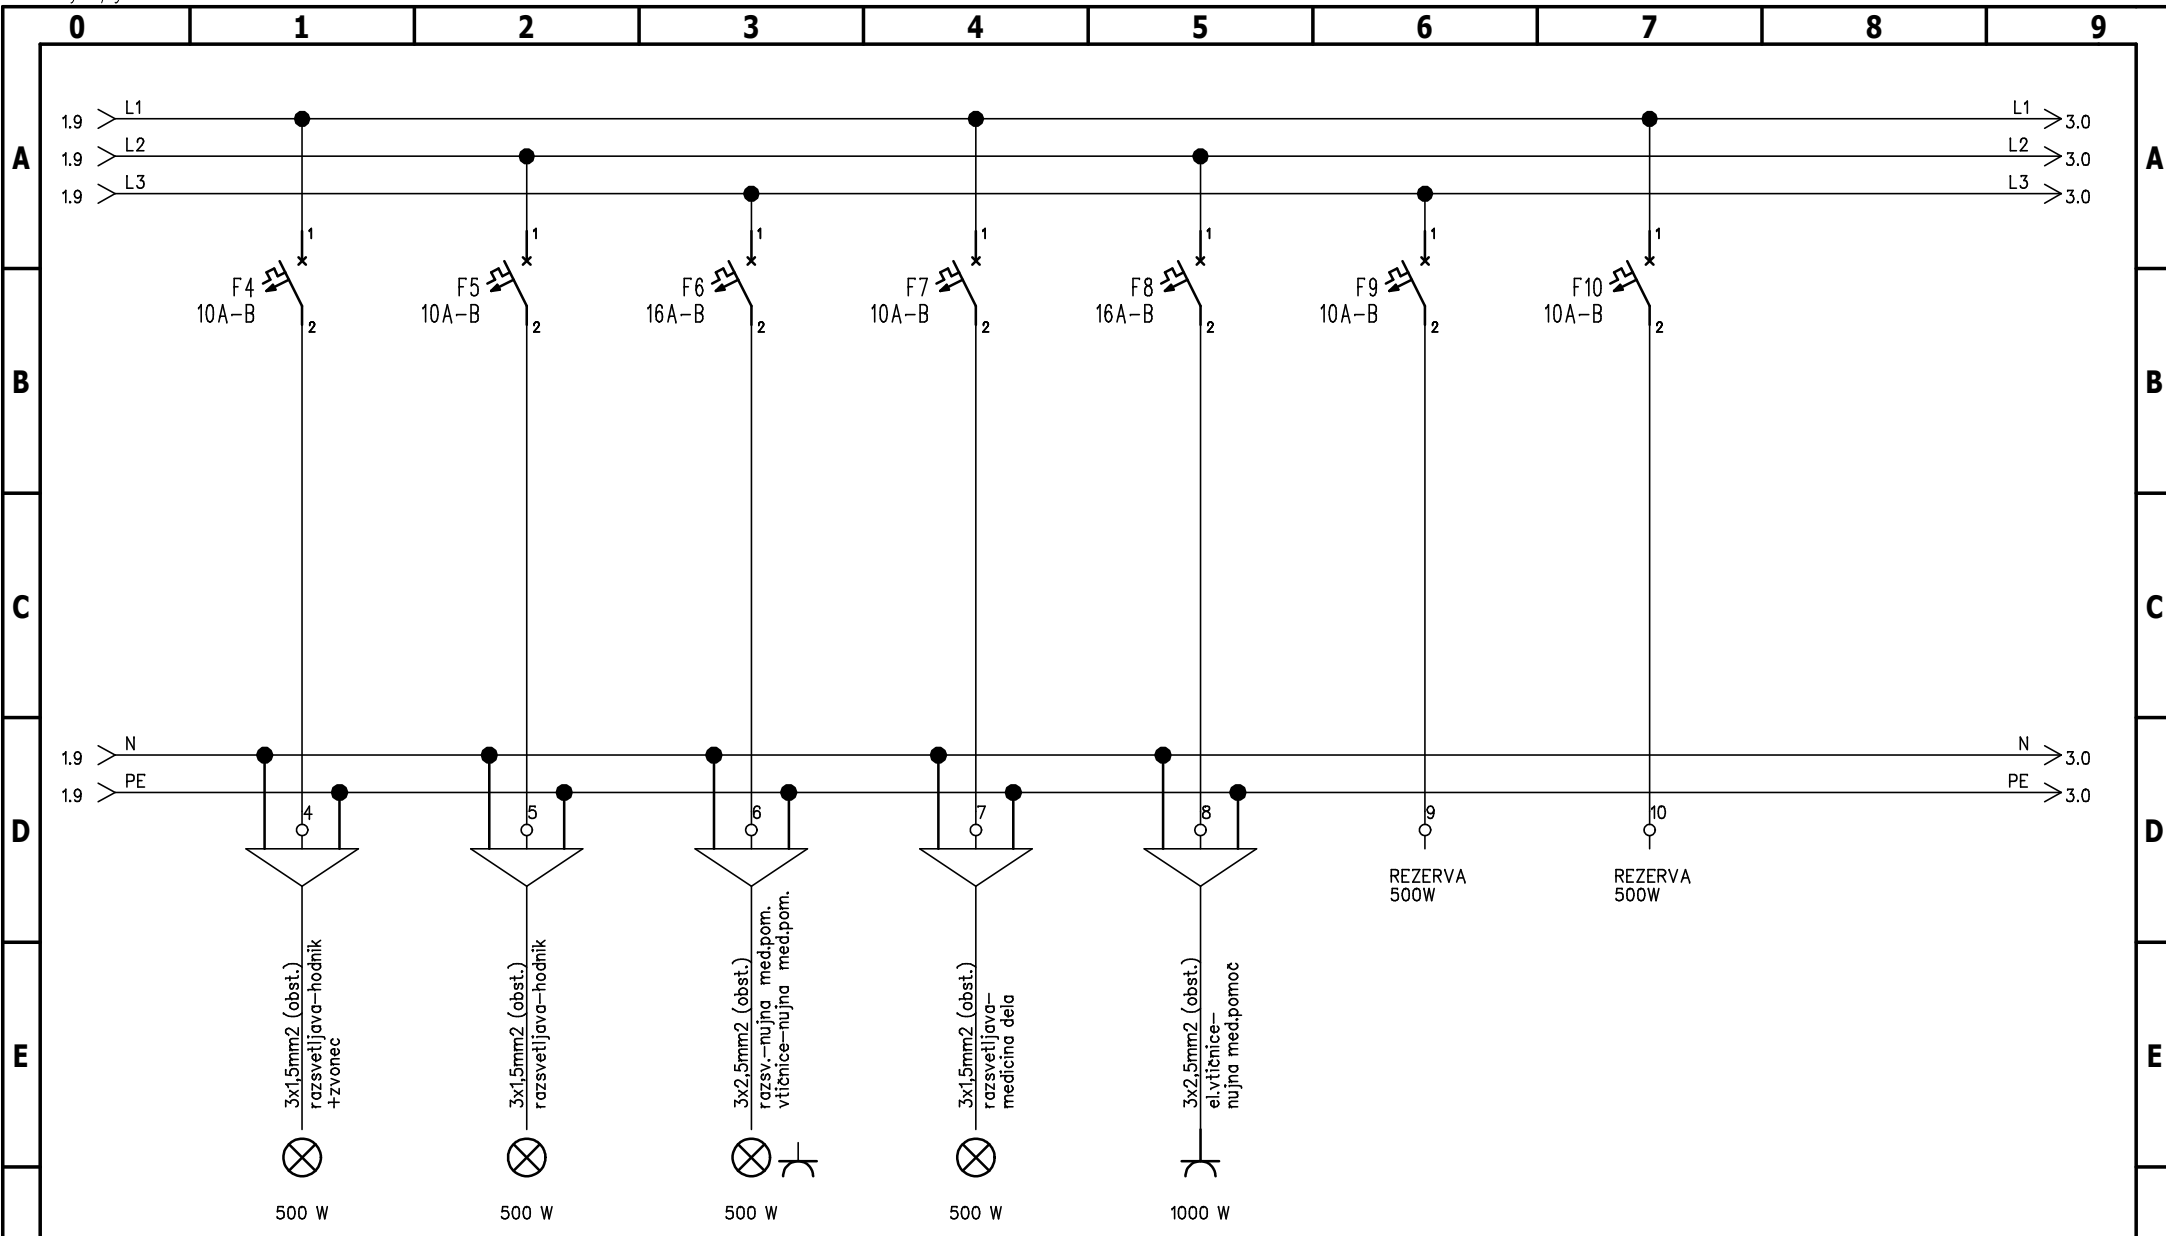 0 1 2 3 4 5 6 7 8 9
1.9 L1 L1 3.0
A 1.9 L2 L2 3.0 A
1.9 L3 L3 3.0
1 1 1 1 1 1 1
F4 F5 F6 F7 F8 F9 F10
10A-B 10A-B 16A-B 10A-B 16A-B 10A-B 10A-B
2 2 2 2 2 2 2
B B
C C
1.9 N N 3.0
1.9 PE PE 3.0
4 5 6 7 8 9 10
D D
REZERVA
500W
REZERVA
500W
3x1,5mm2 (obst.)
razsvetljava-hodnik
+zvonec
3x1,5mm2 (obst.)
razsvetljava-hodnik
3x2,5mm2 (obst.)
razsv.-nujna med.pom.
vtičnice-nujna med.pom.
3x1,5mm2 (obst.)
razsvetljava-
medicina dela
3x2,5mm2 (obst.)
el.vtičnice-
nujna med.pomoč
E E
500 W 500 W 500 W 500 W 1000 W